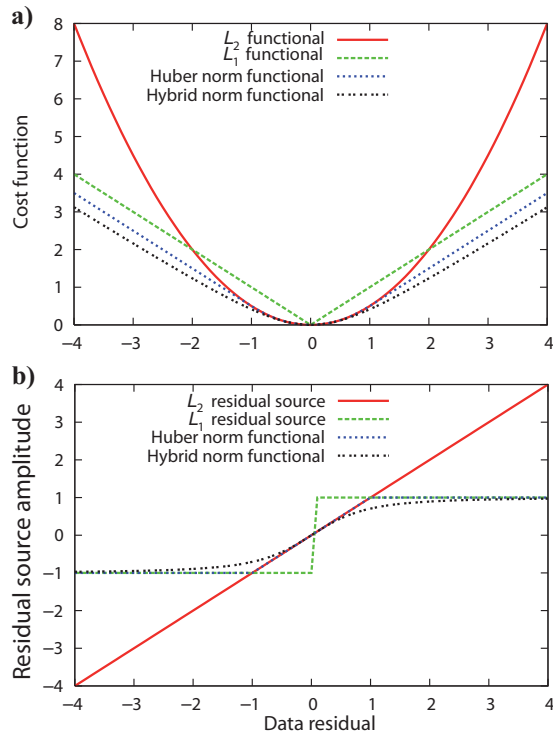 a)
8
7
6
5
4
3
2
1
0
Cost function
L₂ functional
L₁ functional
Huber norm functional
Hybrid norm functional
−4 −3 −2 −1 0 1 2 3 4
b)
4
3
2
1
0
−1
−2
−3
−4
Residual source amplitude
L₂ residual source
L₁ residual source
Huber norm functional
Hybrid norm functional
−4 −3 −2 −1 0 1 2 3 4
Data residual